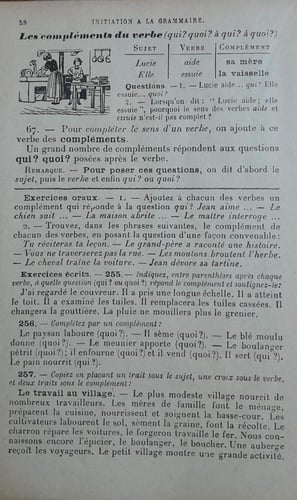 58 INITIATION A LA GRAMMAIRE.
Les compléments du verbe (qui? quoi? à qui? à quoi?)
SUJET VERBE COMPLÉMENT
Lucie aide sa mère
Elle essuie la vaisselle
Questions — 1. — Lucie aide... qui? Elle
essuie... quoi?
2. — Lorsqu'on dit : " Lucie aide; elle
essuie ", pourquoi le sens des verbes aide et
essuie n'est-il pas complet ?
67. — Pour compléter le sens d'un verbe, on ajoute à ce
verbe des compléments.
Un grand nombre de compléments répondent aux questions
qui? quoi? posées après le verbe.
REMARQUE. — Pour poser ces questions, on dit d'abord le
sujet, puis le verbe et enfin qui? ou quoi?
Exercices oraux. — 1. — Ajoutez à chacun des verbes un
complément qui réponde à la question qui? Jean aime ... — Le
chien suit ... — La maison abrite ... — Le maître interroge ...
2. — Trouvez, dans les phrases suivantes, le complément de
chacun des verbes, en posant la question d'une façon convenable :
Tu réciteras ta leçon. — Le grand-père a raconté une histoire.
— Vous ne traverserez pas la rue. — Les moutons broutent l'herbe.
— Le cheval traîne la voiture. — Jean dévore sa tartine.
Exercices écrits. — 255. — Indiquez, entre parenthèses après chaque
verbe, à quelle question (qui? ou quoi?) répond le complément et soulignez-le:
J'ai regardé le couvreur. Il a pris une longue échelle. Il a atteint
le toit. Il a examiné les tuiles. Il remplacera les tuiles cassées. Il
changera la gouttière. La pluie ne mouillera plus le grenier.
256. — Complétez par un complément :
Le paysan laboure (quoi ?). — Il sème (quoi ?). — Le blé moulu
donne (quoi ?). — Le meunier apporte (quoi ?). — Le boulanger
pétrit (quoi ?) ; il enfourne (quoi?) et il vend (quoi?). Il sert (qui ?).
Le pain nourrit (qui ?).
257. — Copiez en plaçant un trait sous le sujet, une croix sous le verbe,
et deux traits sous le complément :
Le travail au village. — Le plus modeste village nourrit de
nombreux travailleurs. Les mères de famille font le ménage,
préparent la cuisine, nourrissent et soignent la basse-cour. Les
cultivateurs labourent le sol, sèment la graine, font la récolte. Le
charron répare les voitures, le forgeron travaille le fer. Nous con-
naissons encore l'épicier, le boulanger, le boucher. Une auberge
reçoit les voyageurs. Le petit village montre une grande activité.